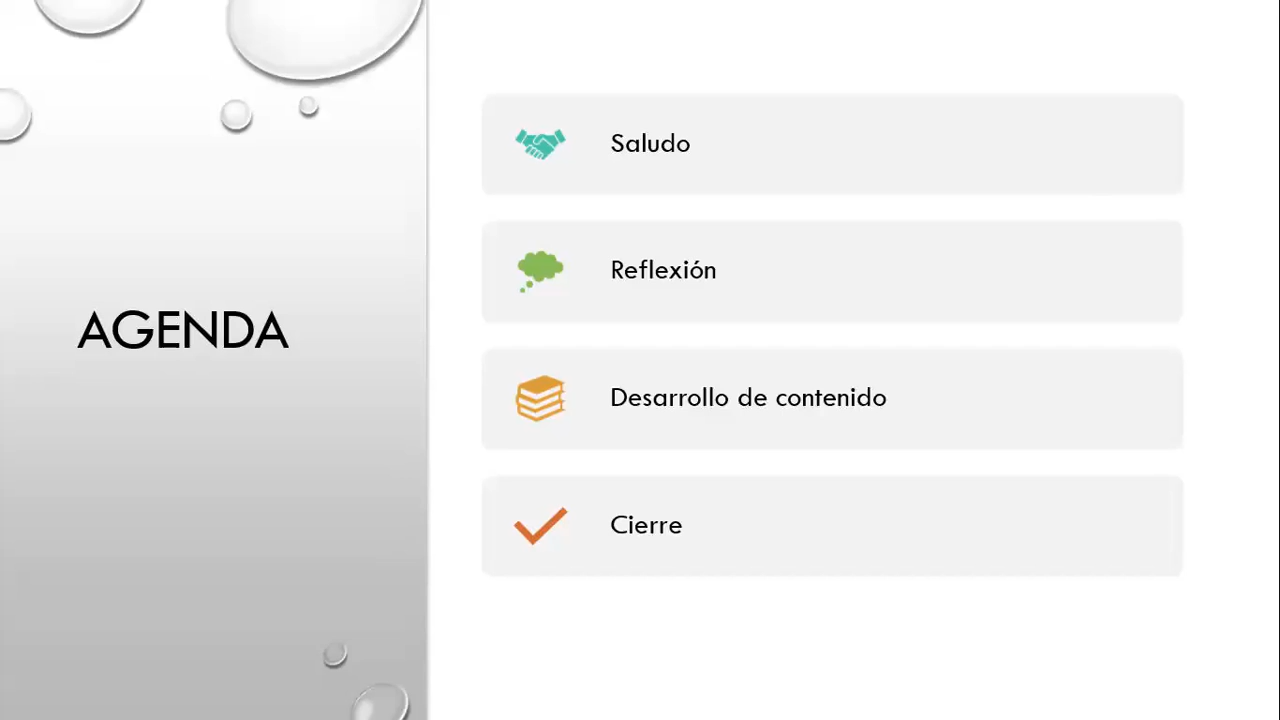 AGENDA
Saludo
Reflexión
Desarrollo de contenido
Cierre